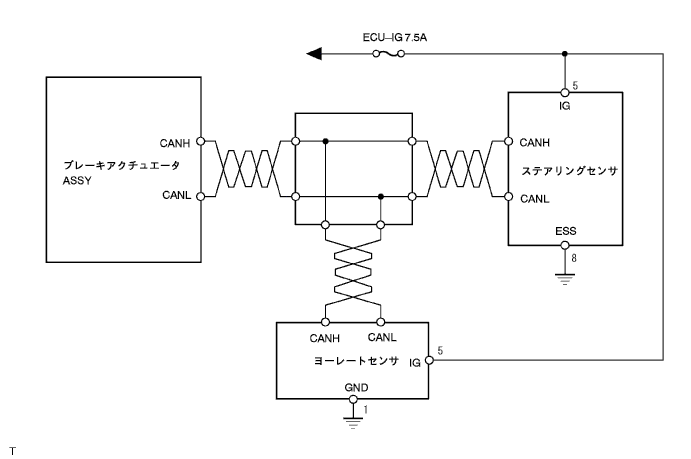 ECU-IG 7.5A
5
IG
CANH
CANH
ブレーキアクチュエータ
ASSY
ステアリングセンサ
CANL
CANL
ESS
8
CANH
CANL
ヨーレートセンサ
IG
5
GND
1
T